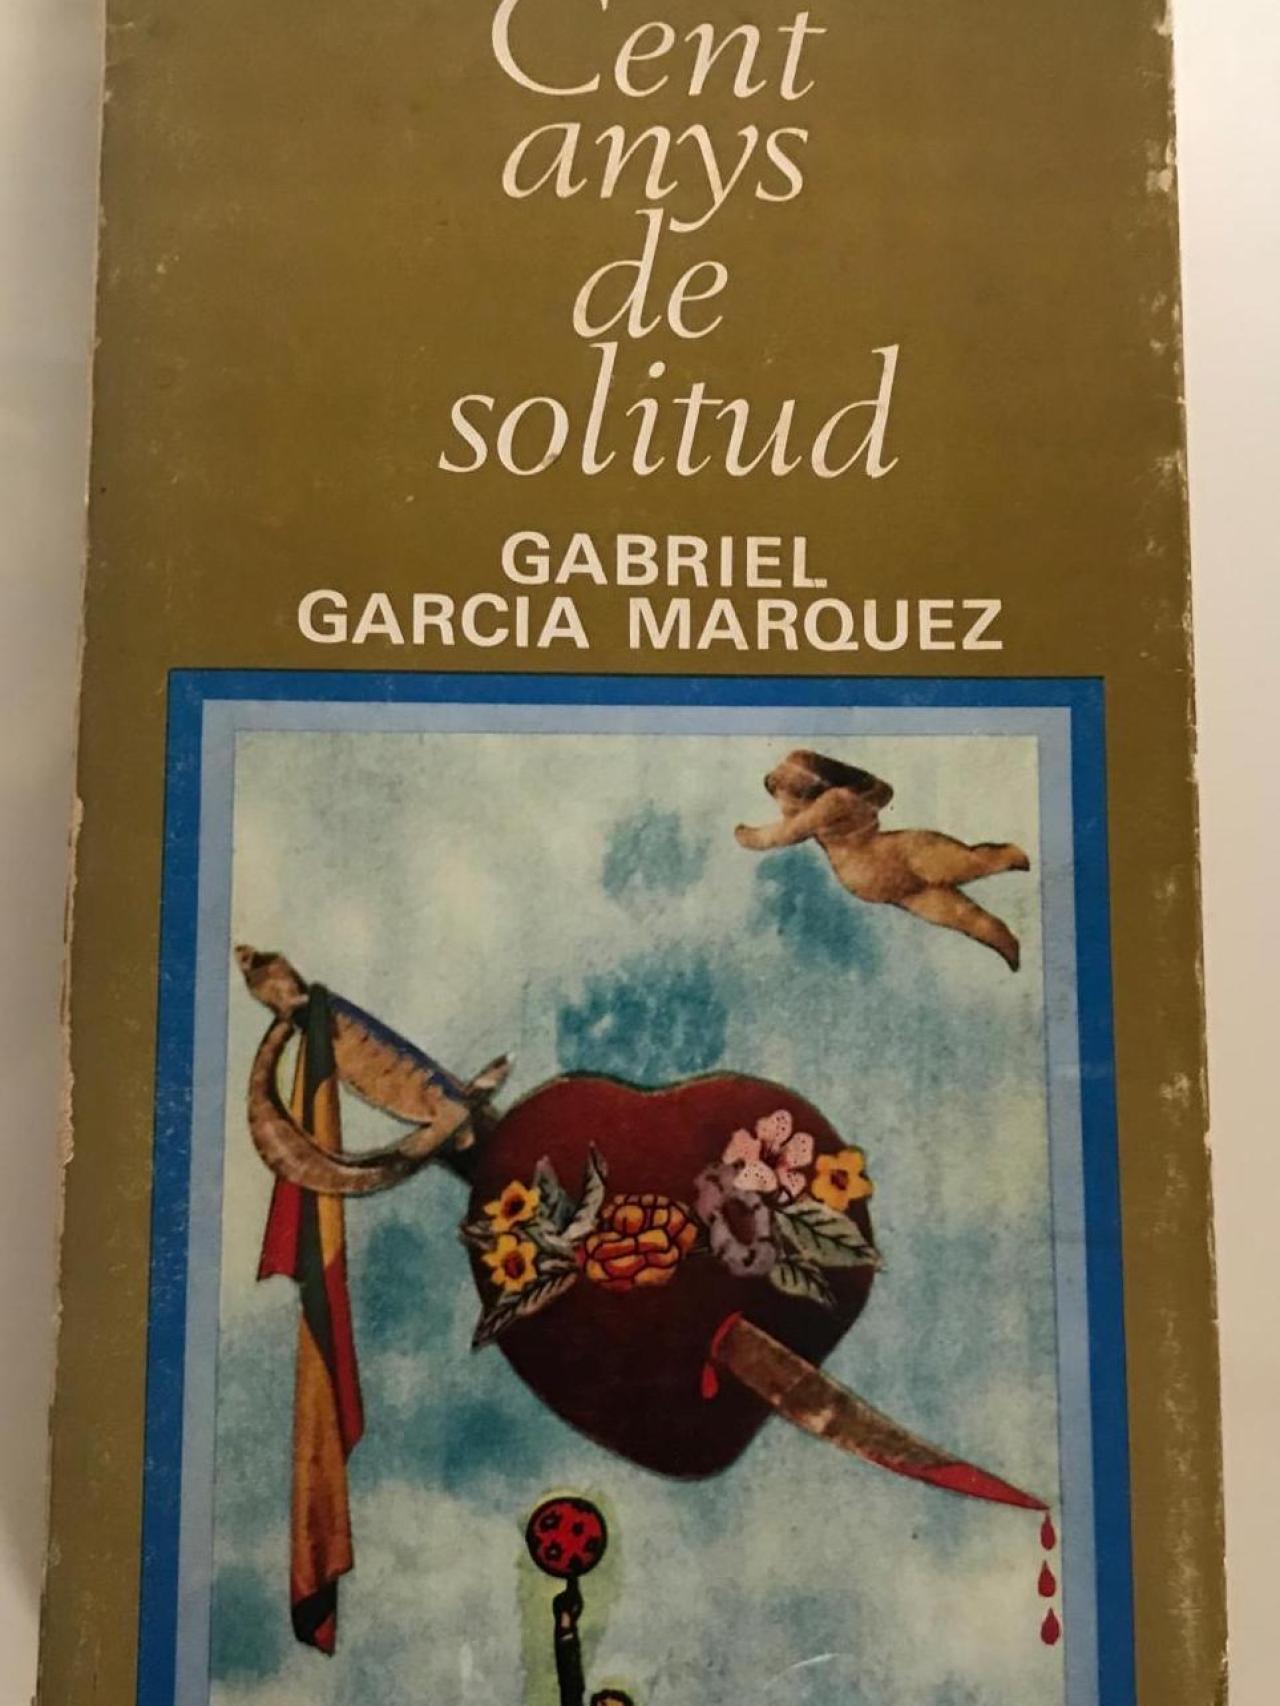 Cent
anys
de
solitud
GABRIEL
GARCIA MARQUEZ